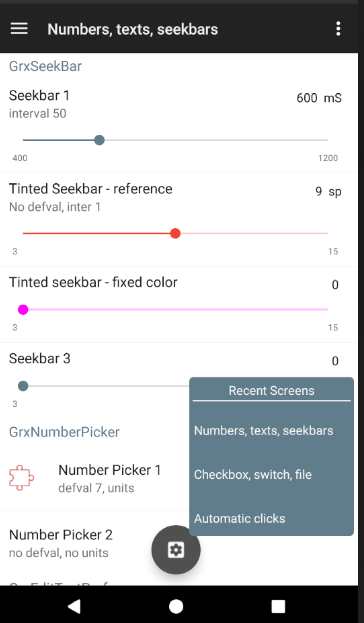 Numbers, texts, seekbars
GrxSeekBar
Seekbar 1
600 mS
interval 50
400
1200
Tinted Seekbar - reference
9 sp
No defval, inter 1
3
15
Tinted seekbar - fixed color
0
3
15
Seekbar 3
0
3
Recent Screens
Numbers, texts, seekbars
Checkbox, switch, file
Automatic clicks
GrxNumberPicker
Number Picker 1
defval 7, units
Number Picker 2
no defval, no units